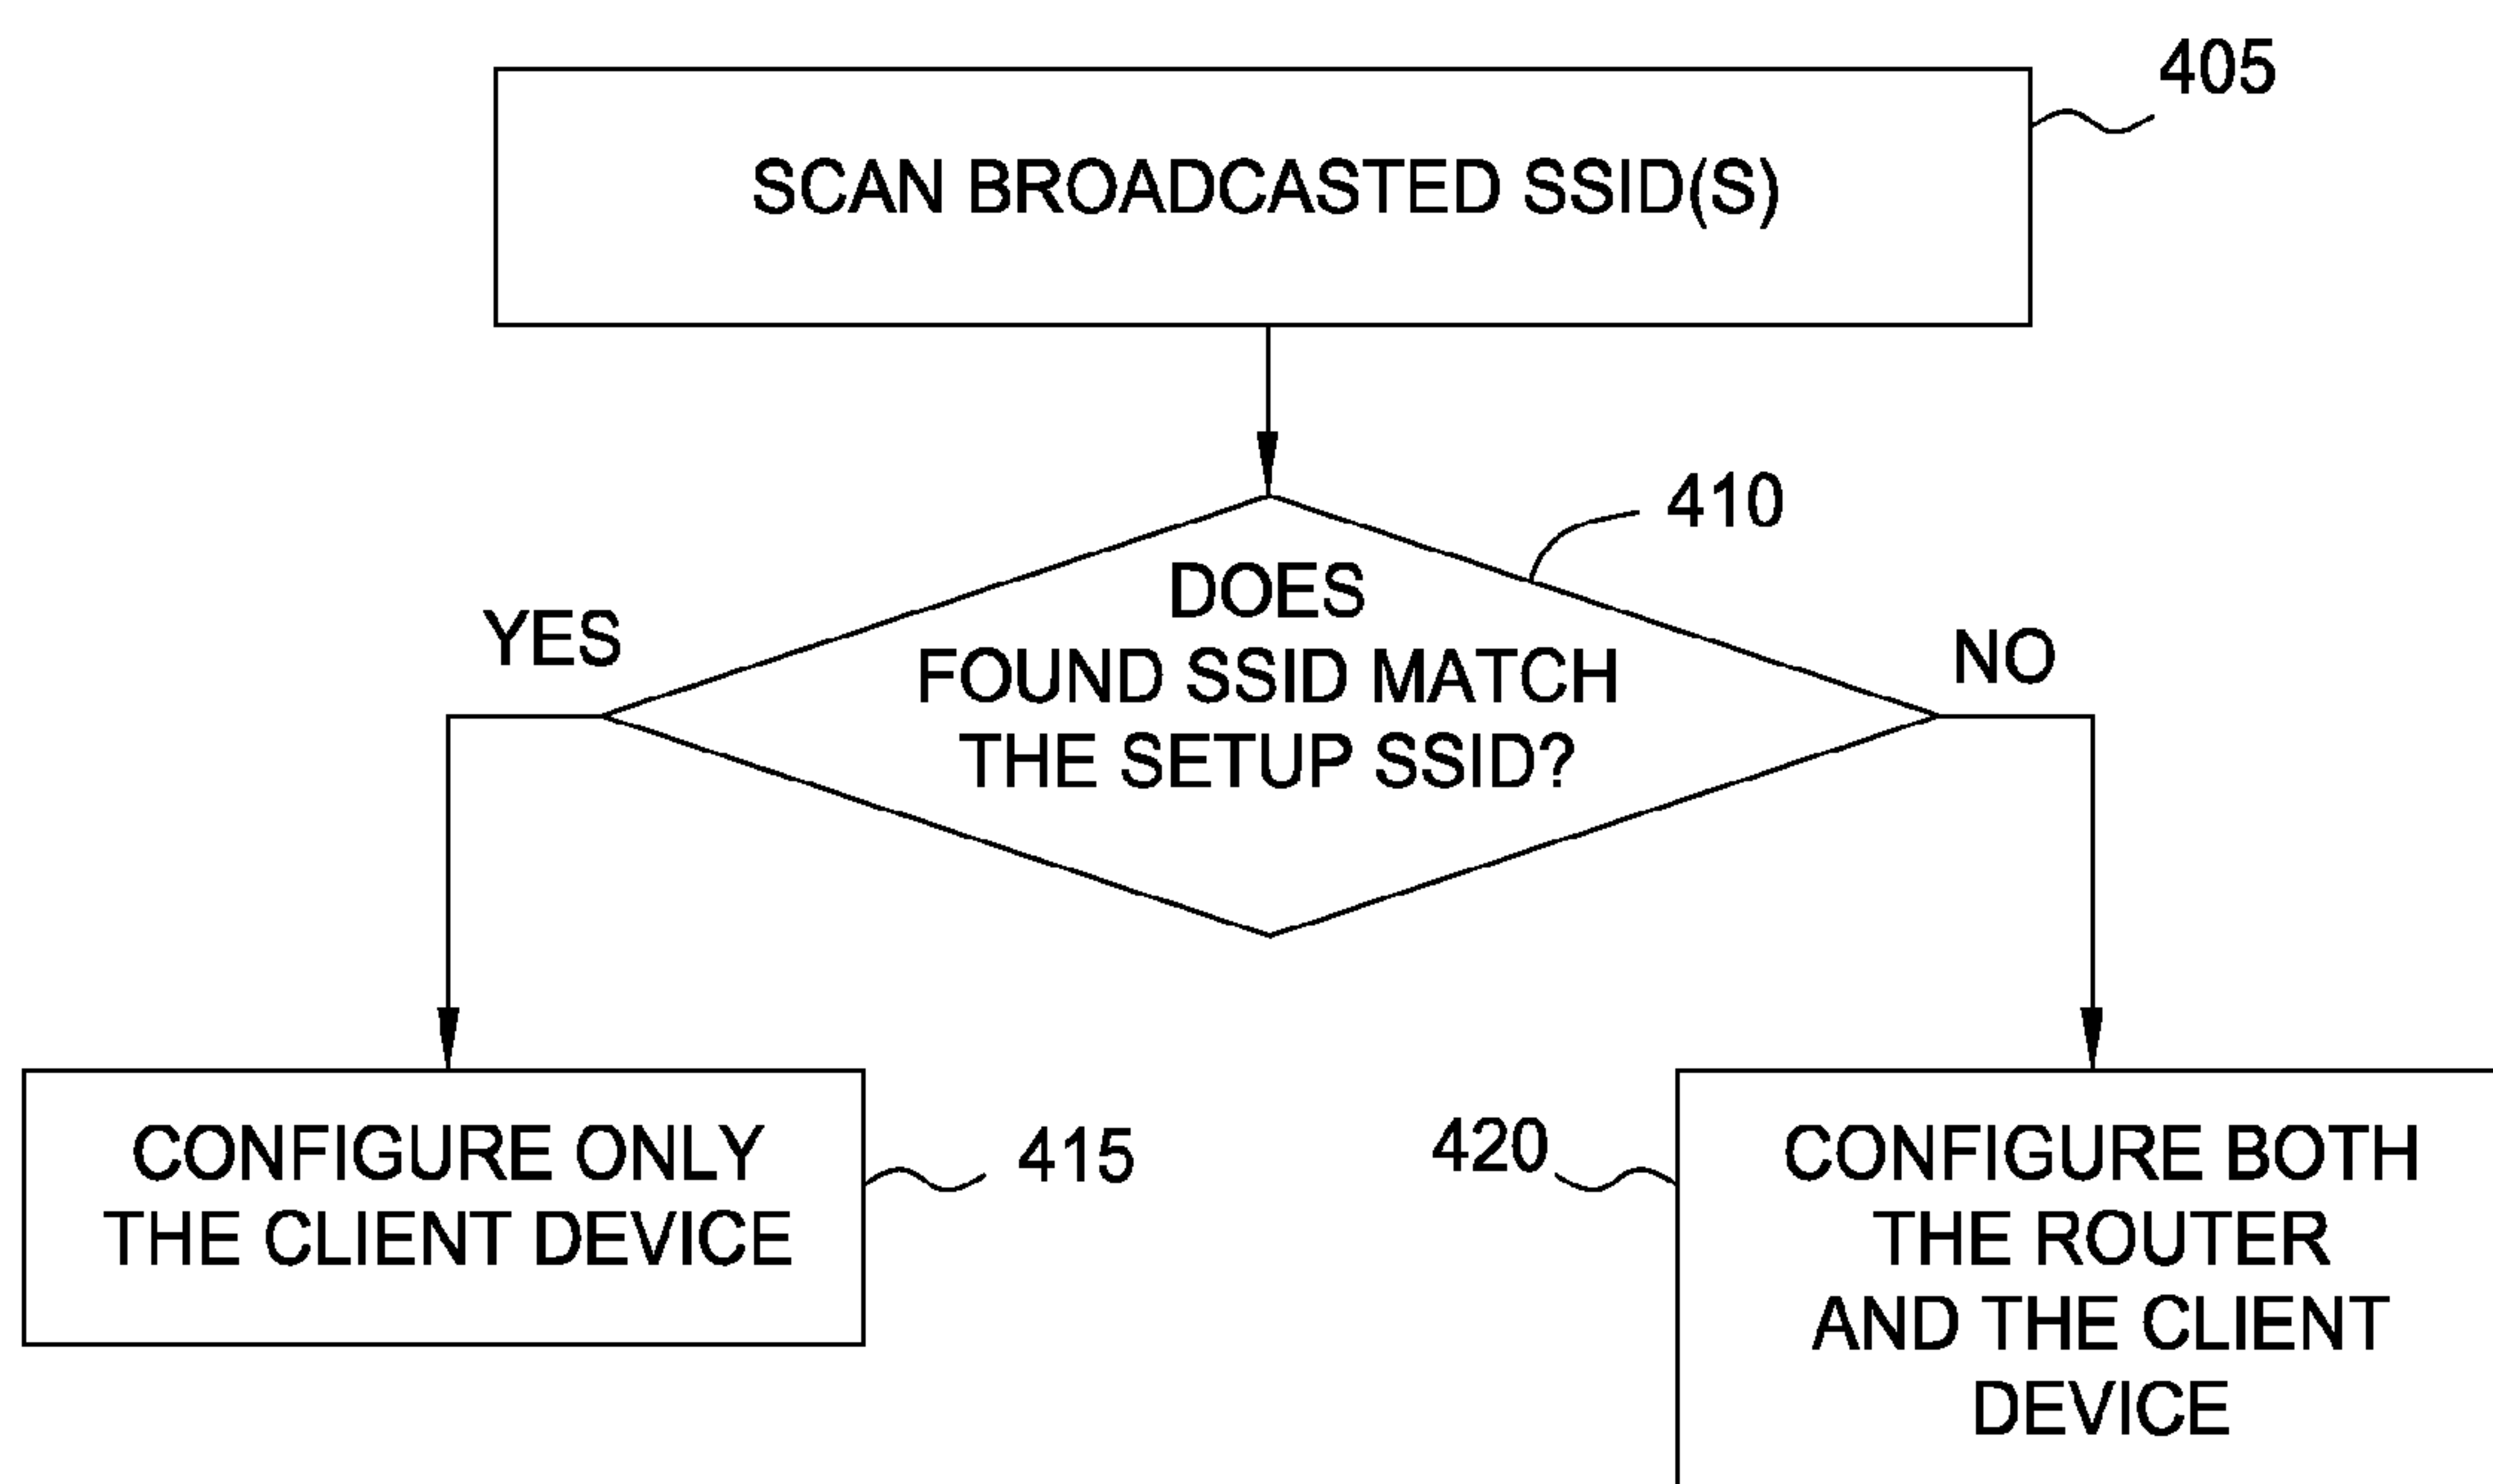 405
SCAN BROADCASTED SSID(S)
410
DOES
FOUND SSID MATCH
THE SETUP SSID?
YES
NO
CONFIGURE ONLY
THE CLIENT DEVICE
415
420
CONFIGURE BOTH
THE ROUTER
AND THE CLIENT
DEVICE